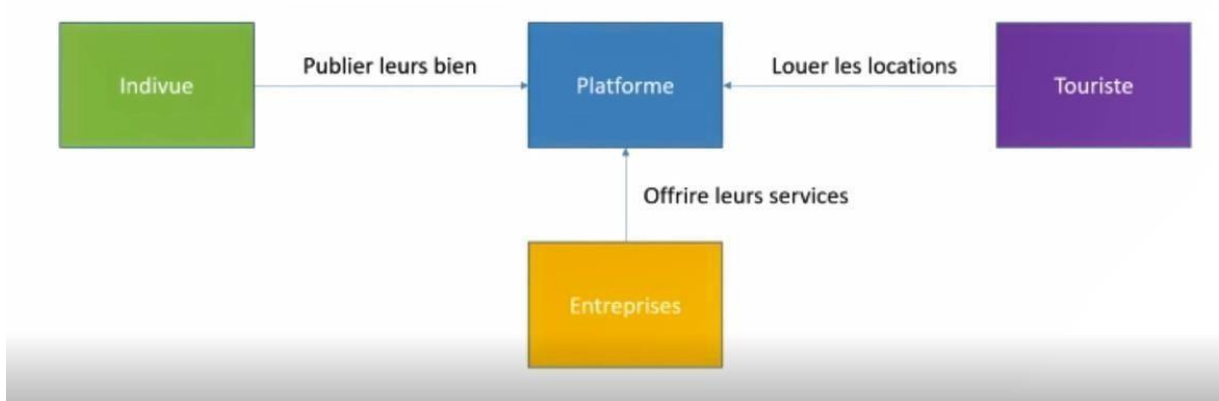 Indivue
Publier leurs bien
Platforme
Louer les locations
Touriste
Offrire leurs services
Entreprises